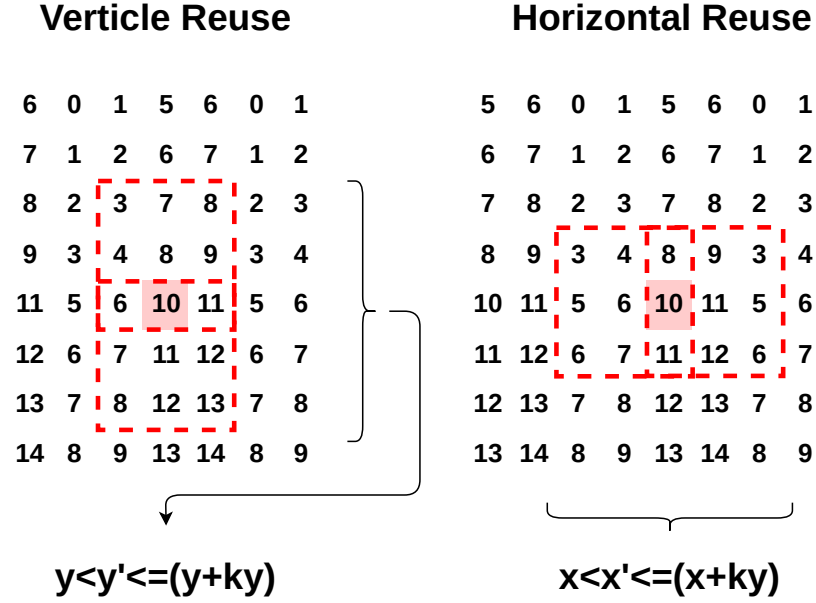 Verticle Reuse
6 0 1 5 6 0 1
7 1 2 6 7 1 2
8 2 3 7 8 2 3
9 3 4 8 9 3 4
11 5 6 10 11 5 6
12 6 7 11 12 6 7
13 7 8 12 13 7 8
14 8 9 13 14 8 9
y<y'<=(y+ky)
Horizontal Reuse
5 6 0 1 5 6 0 1
6 7 1 2 6 7 1 2
7 8 2 3 7 8 2 3
8 9 3 4 8 9 3 4
10 11 5 6 10 11 5 6
11 12 6 7 11 12 6 7
12 13 7 8 12 13 7 8
13 14 8 9 13 14 8 9
x<x'<=(x+ky)